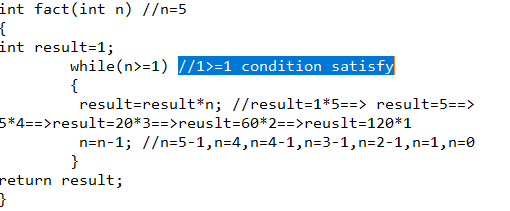 int fact(int n) //n=5
{
int result=1;
while(n>=1) //1>=1 condition satisfy
{
result=result*n; //result=1*5==> result=5==>
5*4==>result=20*3==>reuslt=60*2==>reuslt=120*1
n=n-1; //n=5-1,n=4,n=4-1,n=3-1,n=2-1,n=1,n=0
}
return result;
}